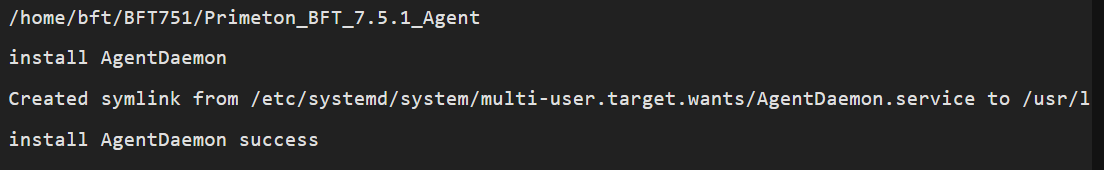 /home/bft/BFT751/Primeton_BFT_7.5.1_Agent
install AgentDaemon
Created symlink from /etc/systemd/system/multi-user.target.wants/AgentDaemon.service to /usr/l
install AgentDaemon success